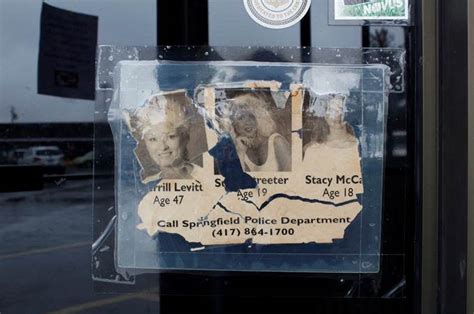 rrill Levitt
Age 47
S reeter
Age 19
Stacy McCa
Age 18
Call Springfield Police Department
(417) 864-1700